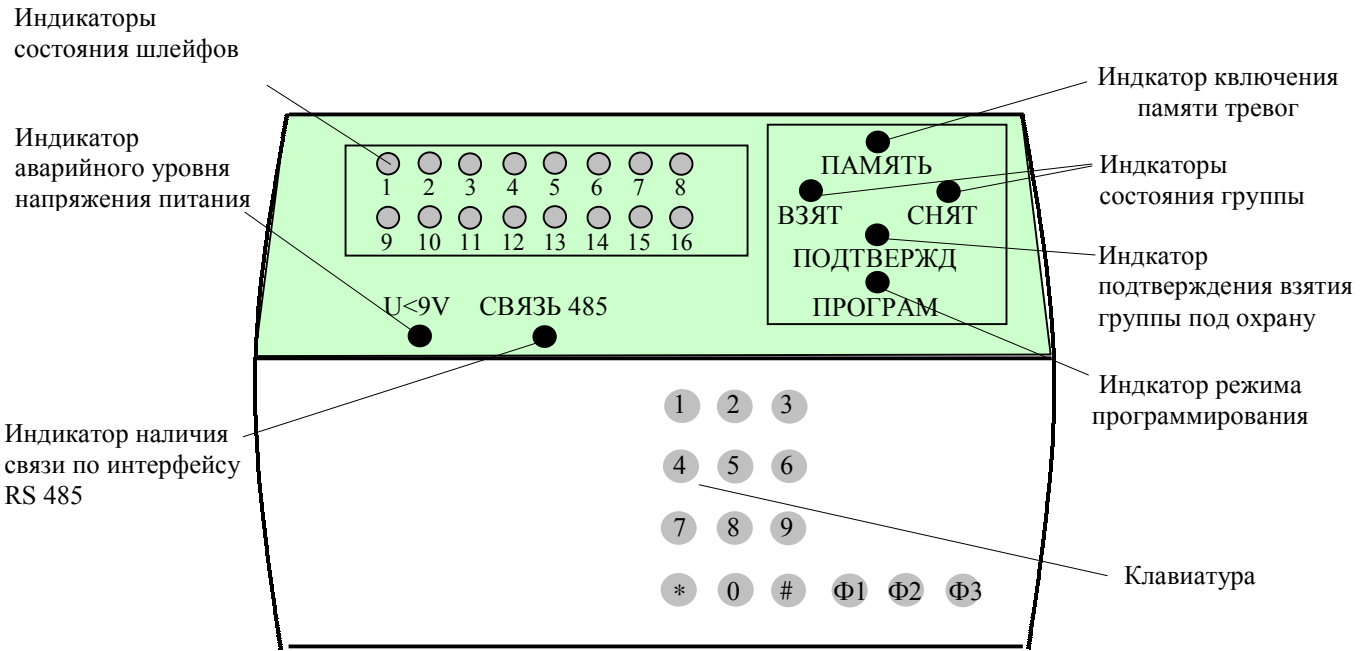 Индикаторы
состояния шлейфов
Индикатор
аварийного уровня
напряжения питания
Индикатор наличия
связи по интерфейсу
RS 485
1 2 3 4 5 6 7 8
9 10 11 12 13 14 15 16
U<9V СВЯЗЬ 485
ПАМЯТЬ
ВЗЯТ СНЯТ
ПОДТВЕРЖД
ПРОГРАМ
1 2 3
4 5 6
7 8 9
* 0 # Ф1 Ф2 Ф3
Индкатор квлючения
памяти тревог
Индкаторы
состояния группы
Индикатор
подтверждения взятия
группы под охрану
Индкатор режима
программирования
Клавиатура